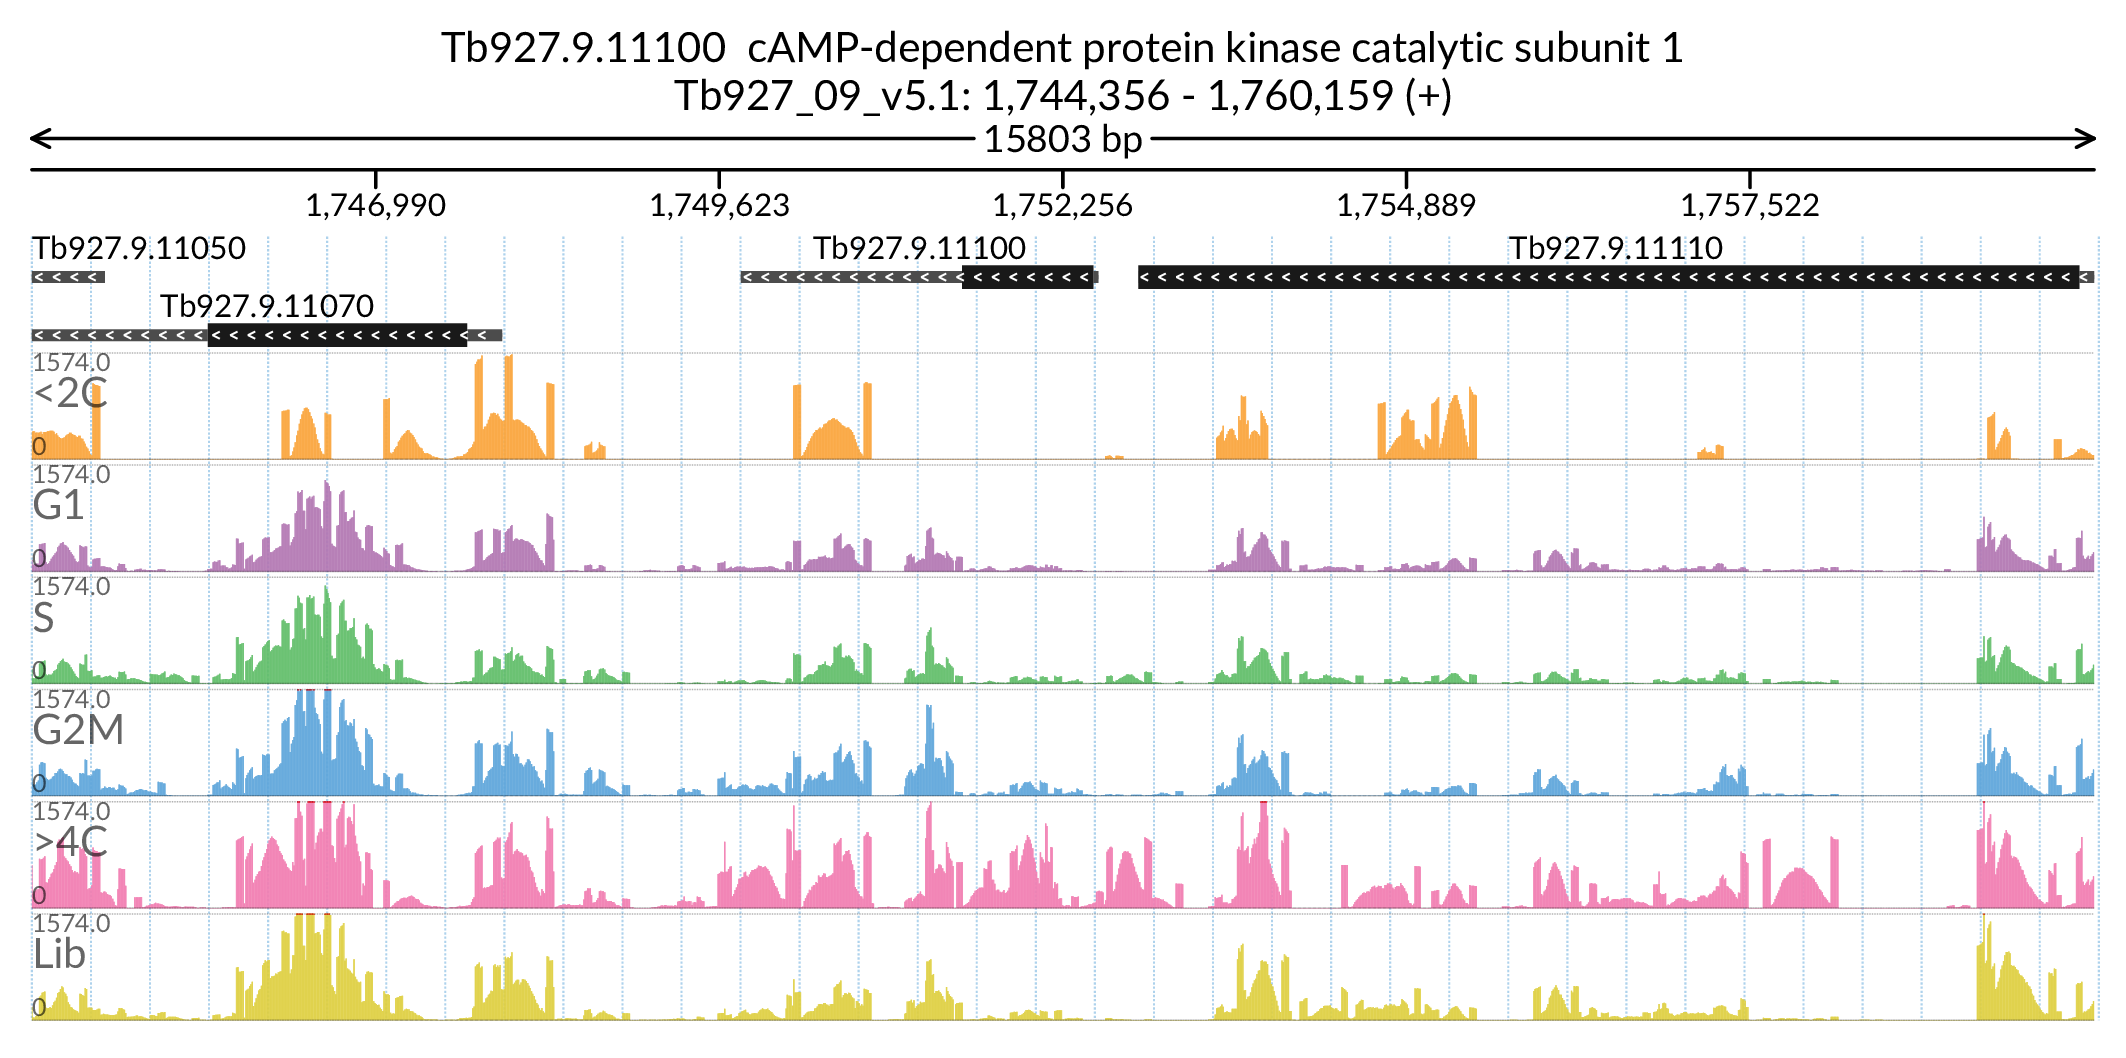 Tb927.9.11100  cAMP-dependent protein kinase catalytic subunit 1
Tb927_09_v5.1: 1,744,356 - 1,760,159 (+)
15803 bp
1,746,990 1,749,623 1,752,256 1,754,889 1,757,522
Tb927.9.11050 Tb927.9.11100 Tb927.9.11110
Tb927.9.11070
1574.0
<2C
0
1574.0
G1
0
1574.0
S
0
1574.0
G2M
0
1574.0
>4C
0
1574.0
Lib
0